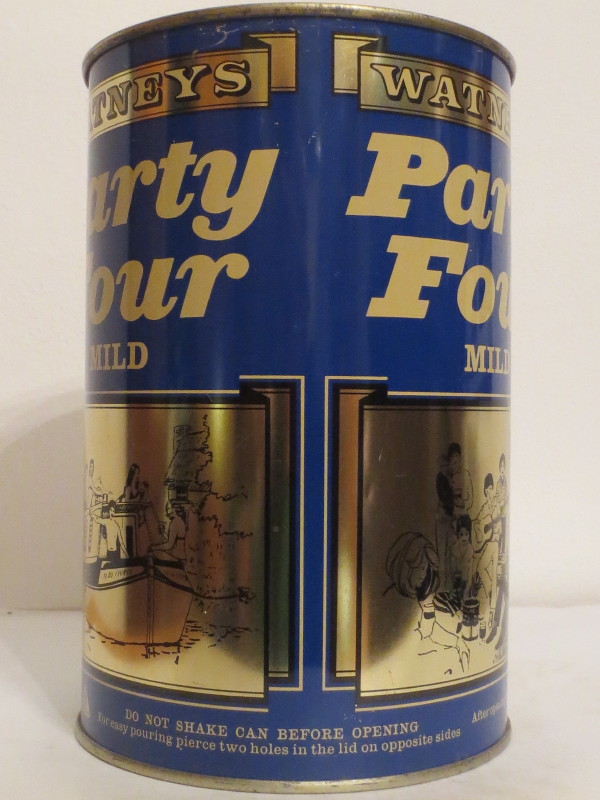 TNEYS
arty
our
MILD
WATN
Par
Fou
MILD
DO NOT SHAKE CAN BEFORE OPENING
For easy pouring pierce two holes in the lid on opposite sides